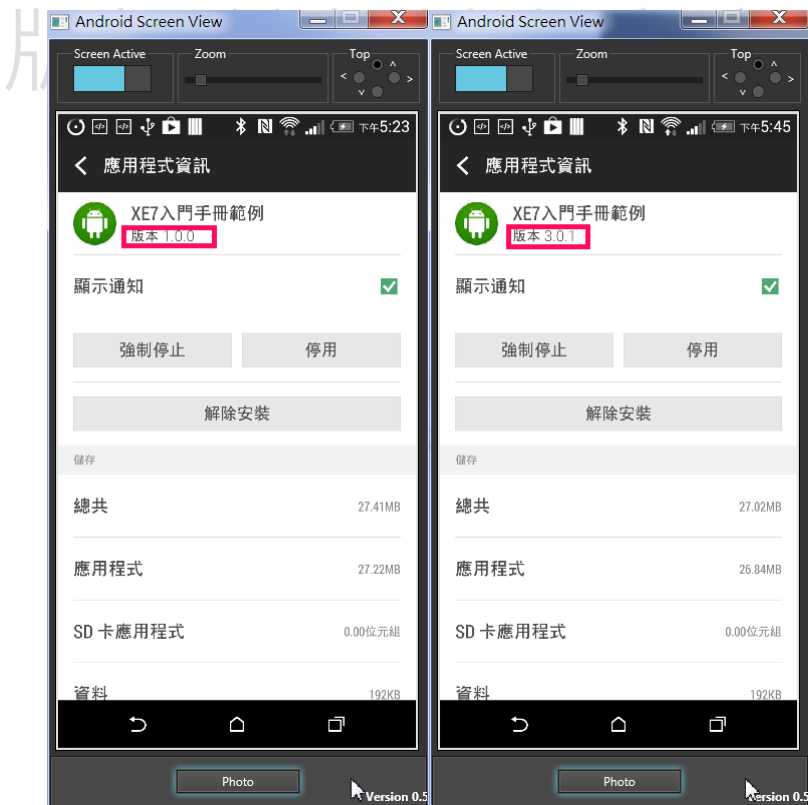 Android Screen View
Screen Active
Zoom
Top
下午5:23
應用程式資訊
XE7入門手冊範例
版本 1.0.0
顯示通知
強制停止
停用
解除安裝
儲存
總共
27.41MB
應用程式
27.22MB
SD 卡應用程式
0.00位元組
資料
192KB
Photo
Version 0.5
Android Screen View
Screen Active
Zoom
Top
下午5:45
應用程式資訊
XE7入門手冊範例
版本 3.0.1
顯示通知
強制停止
停用
解除安裝
儲存
總共
27.02MB
應用程式
26.84MB
SD 卡應用程式
0.00位元組
資料
192KB
Photo
Version 0.5